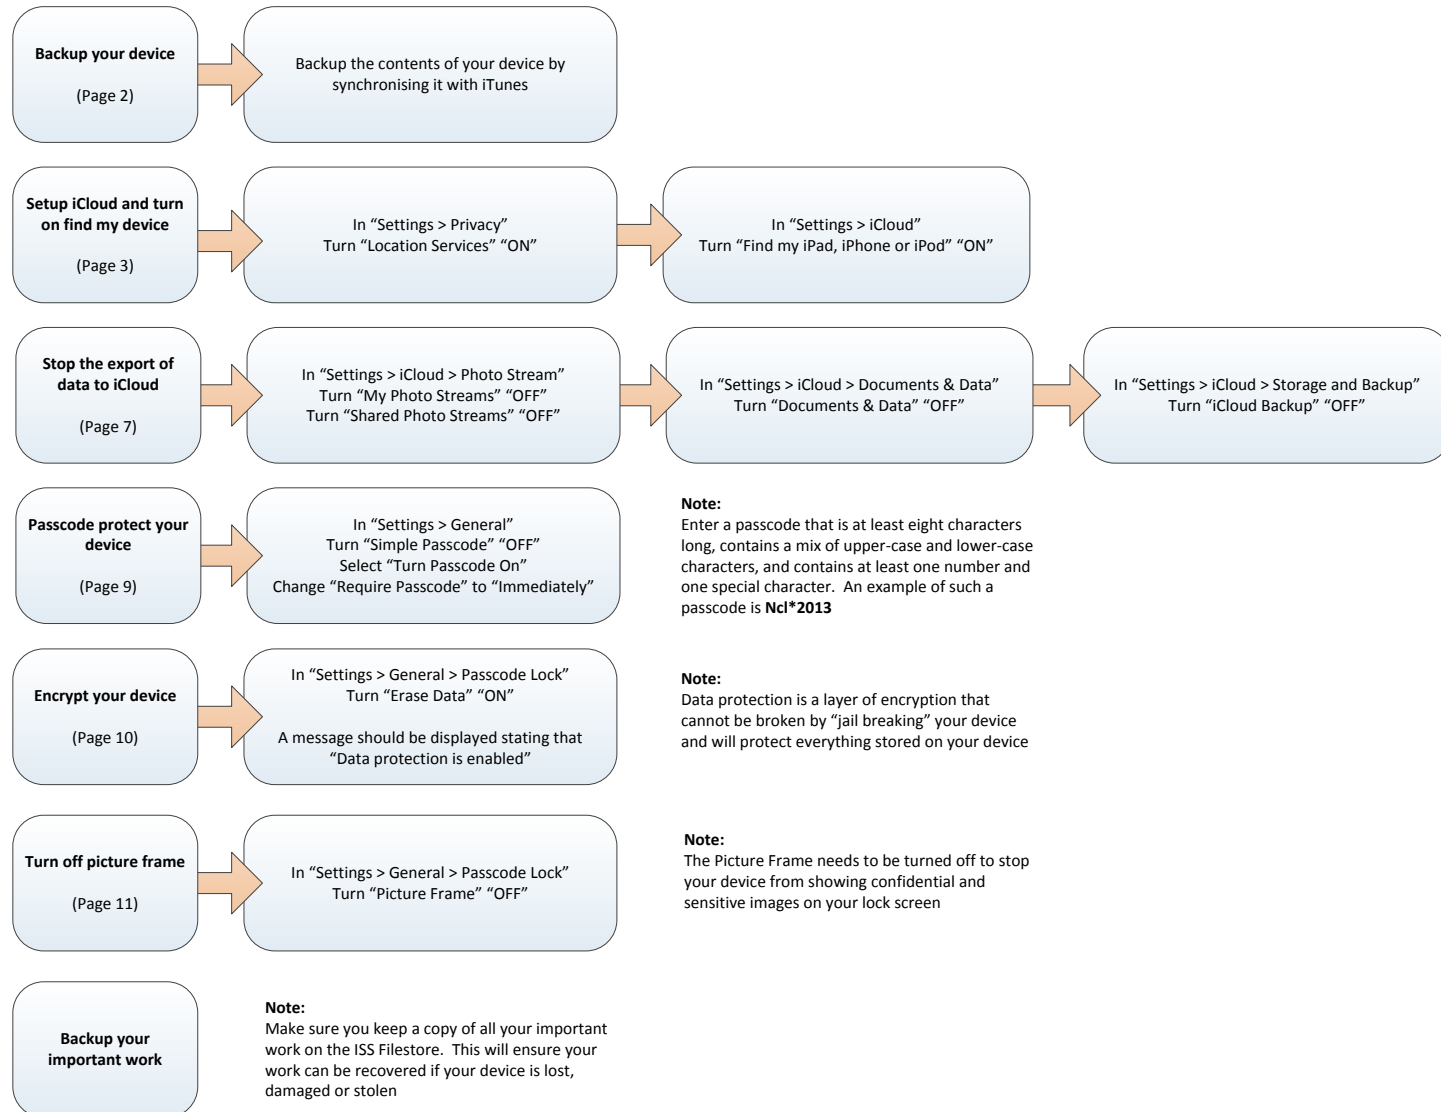 Backup your device
(Page 2)
Backup the contents of your device by
synchronising it with iTunes
Setup iCloud and turn
on find my device
(Page 3)
In “Settings > Privacy”
Turn “Location Services” “ON”
In “Settings > iCloud”
Turn “Find my iPad, iPhone or iPod” “ON”
Stop the export of
data to iCloud
(Page 7)
In “Settings > iCloud > Photo Stream”
Turn “My Photo Streams” “OFF”
Turn “Shared Photo Streams” “OFF”
In “Settings > iCloud > Documents & Data”
Turn “Documents & Data” “OFF”
In “Settings > iCloud > Storage and Backup”
Turn “iCloud Backup” “OFF”
Passcode protect your
device
(Page 9)
In “Settings > General”
Turn “Simple Passcode” “OFF”
Select “Turn Passcode On”
Change “Require Passcode” to “Immediately”
Note:
Enter a passcode that is at least eight characters
long, contains a mix of upper-case and lower-case
characters, and contains at least one number and
one special character.  An example of such a
passcode is Ncl*2013
Encrypt your device
(Page 10)
In “Settings > General > Passcode Lock”
Turn “Erase Data” “ON”
A message should be displayed stating that
“Data protection is enabled”
Note:
Data protection is a layer of encryption that
cannot be broken by “jail breaking” your device
and will protect everything stored on your device
Turn off picture frame
(Page 11)
In “Settings > General > Passcode Lock”
Turn “Picture Frame” “OFF”
Note:
The Picture Frame needs to be turned off to stop
your device from showing confidential and
sensitive images on your lock screen
Backup your
important work
Note:
Make sure you keep a copy of all your important
work on the ISS Filestore.  This will ensure your
work can be recovered if your device is lost,
damaged or stolen